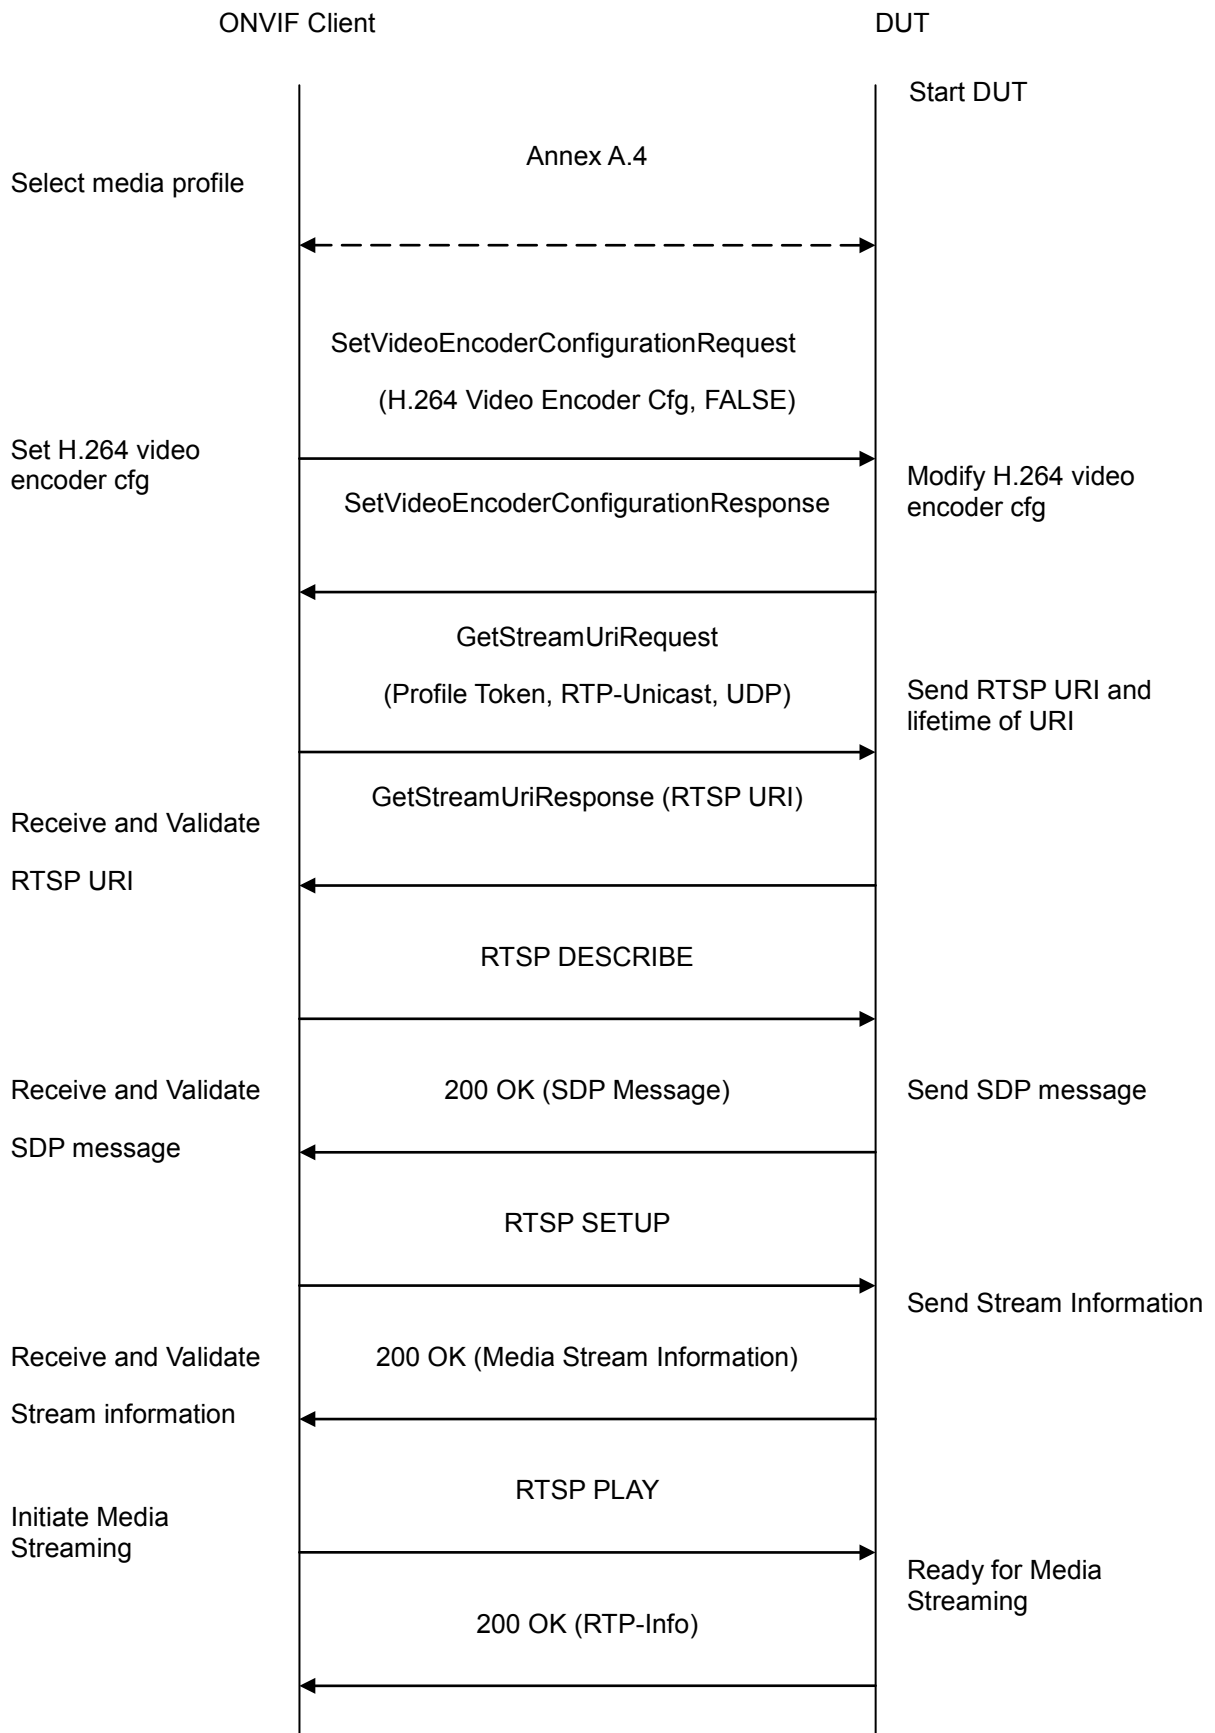 ONVIF Client
DUT
Start DUT
Annex A.4
Select media profile
SetVideoEncoderConfigurationRequest
(H.264 Video Encoder Cfg, FALSE)
Set H.264 video
encoder cfg
Modify H.264 video
encoder cfg
SetVideoEncoderConfigurationResponse
GetStreamUriRequest
(Profile Token, RTP-Unicast, UDP)
Send RTSP URI and
lifetime of URI
GetStreamUriResponse (RTSP URI)
Receive and Validate
RTSP URI
RTSP DESCRIBE
Receive and Validate
SDP message
200 OK (SDP Message)
Send SDP message
RTSP SETUP
Send Stream Information
Receive and Validate
Stream information
200 OK (Media Stream Information)
RTSP PLAY
Initiate Media
Streaming
Ready for Media
Streaming
200 OK (RTP-Info)